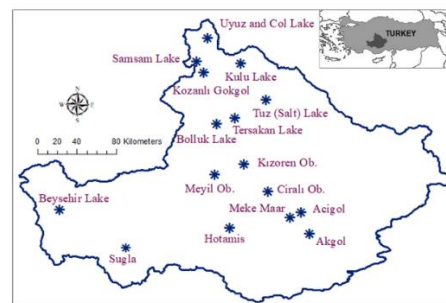 Uyuz and Col Lake
TURKEY
Samsam Lake
Kulu Lake
Kozanlı Gokgol
Tuz (Salt) Lake
Tersakan Lake
Bolluk Lake
0 20 40 80 Kilometers
Kızoren Ob.
Meyil Ob.
Ciralı Ob.
Beysehir Lake
Meke Maar
Acigol
Hotamis
Akgol
Sugla